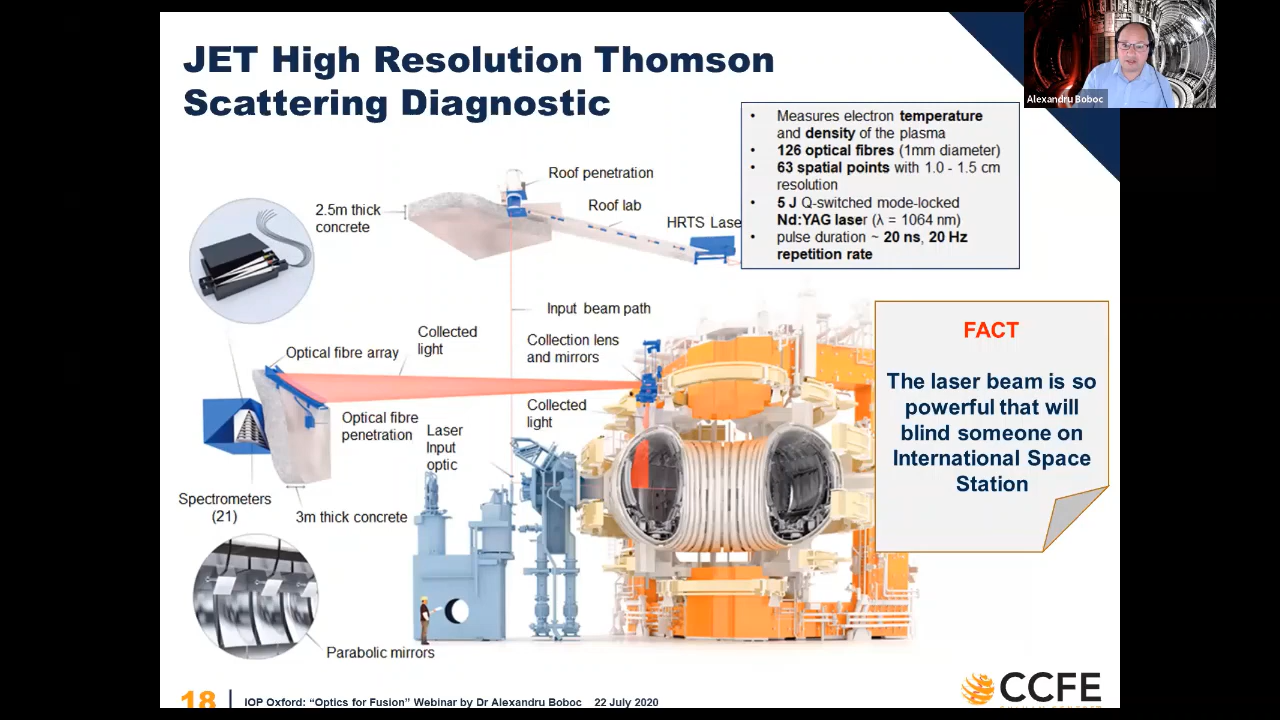 JET High Resolution Thomson
Scattering Diagnostic
Alexandru Boboc
• Measures electron temperature
and density of the plasma
• 126 optical fibres (1mm diameter)
• 63 spatial points with 1.0 - 1.5 cm
resolution
• 5 J Q-switched mode-locked
Nd:YAG laser (λ = 1064 nm)
• pulse duration ~ 20 ns, 20 Hz
repetition rate
Roof penetration
2.5m thick
concrete
Roof lab
HRTS Lase
Input beam path
Collected
light
Collection lens
and mirrors
Optical fibre array
Optical fibre
penetration
Collected
light
Laser
Input
optic
Spectrometers
(21)
3m thick concrete
Parabolic mirrors
FACT
The laser beam is so
powerful that will
blind someone on
International Space
Station
18
IOP Oxford: “Optics for Fusion” Webinar by Dr Alexandru Boboc 22 July 2020
CCFE